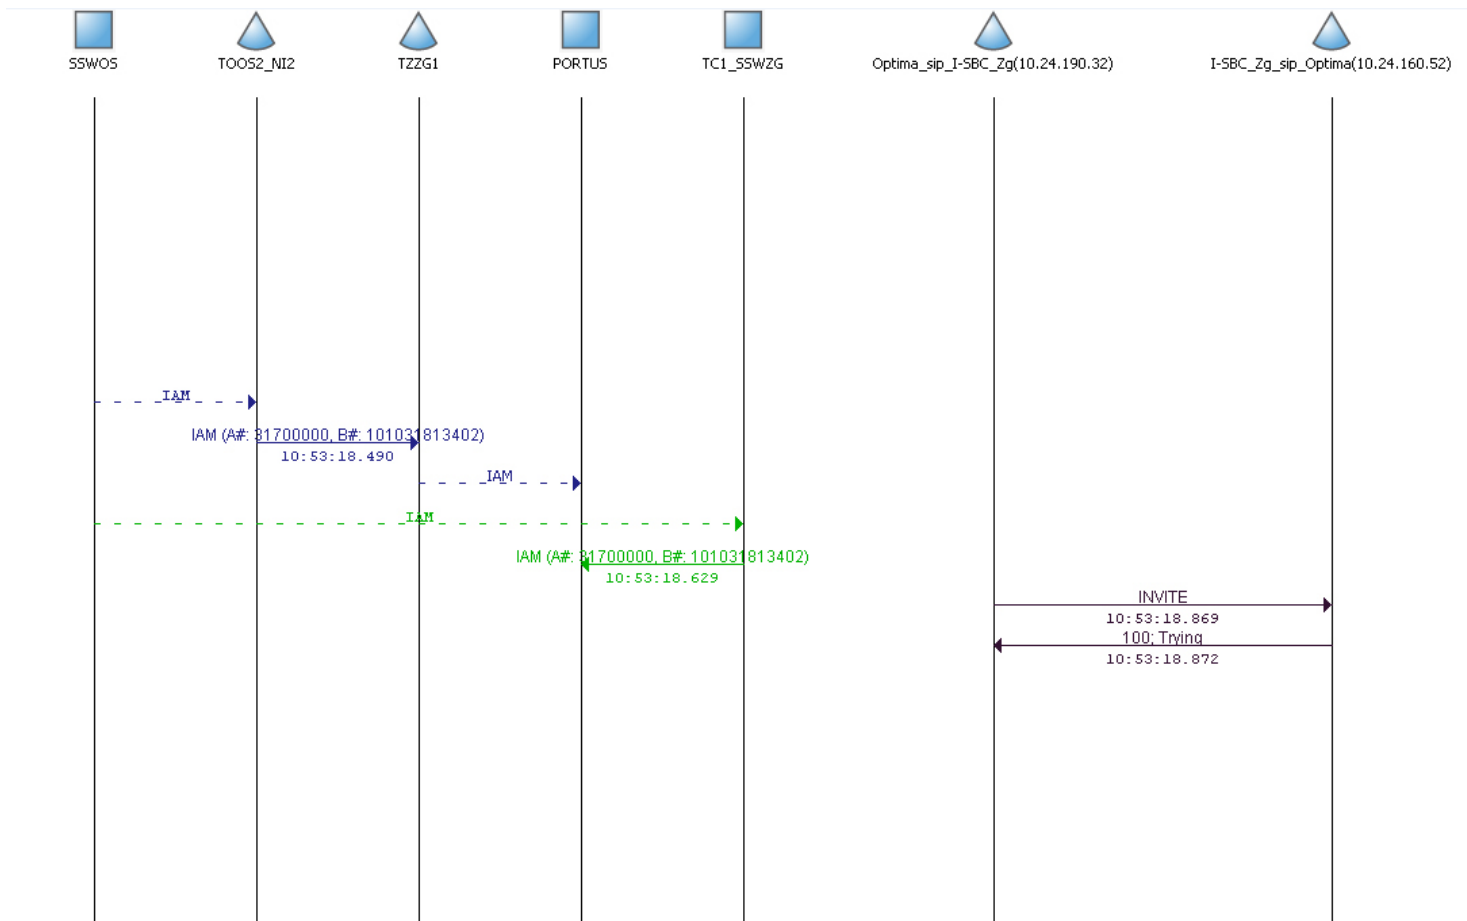 SSWOS
TOOS2_NI2
TZZG1
PORTUS
TC1_SSWZG
Optima_sip_I-SBC_Zg(10.24.190.32)
I-SBC_Zg_sip_Optima(10.24.160.52)
IAM
IAM (A#: 31700000, B#: 101031813402)
10:53:18.490
IAM
IAM
IAM (A#: 31700000, B#: 101031813402)
10:53:18.629
INVITE
10:53:18.869
100; Trying
10:53:18.872